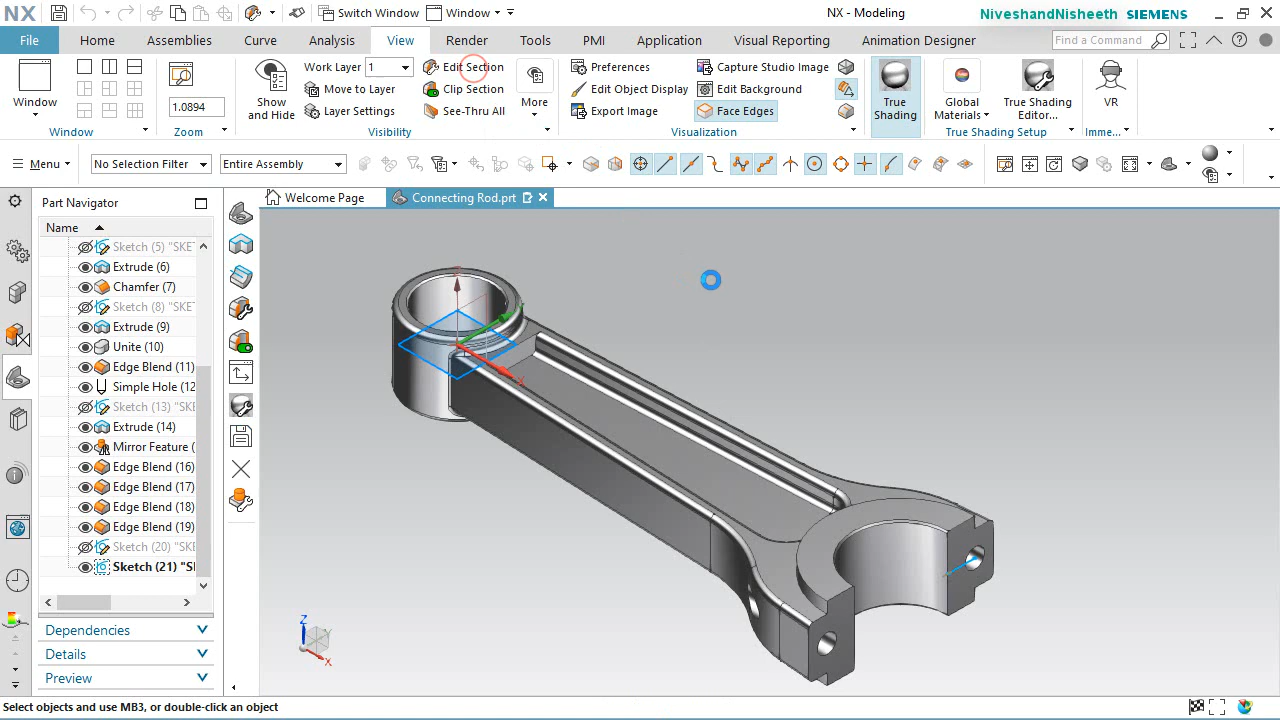 NX
Switch Window
Window
NX - Modeling
NiveshandNisheeth SIEMENS
File
Home
Assemblies
Curve
Analysis
View
Render
Tools
PMI
Application
Visual Reporting
Animation Designer
Find a Command
Window
1.0894
Show and Hide
Work Layer 1
Move to Layer
Layer Settings
Edit Section
Clip Section
See-Thru All
More
Preferences
Edit Object Display
Export Image
Capture Studio Image
Edit Background
Face Edges
True Shading
Global Materials
True Shading Editor...
VR
Window
Zoom
Visibility
Visualization
True Shading Setup
Imme...
Menu
No Selection Filter
Entire Assembly
Part Navigator
Welcome Page
Connecting Rod.prt
Name
Sketch (5) "SKE
Extrude (6)
Chamfer (7)
Sketch (8) "SKE
Extrude (9)
Unite (10)
Edge Blend (11)
Simple Hole (12
Sketch (13) "SKE
Extrude (14)
Mirror Feature (
Edge Blend (16)
Edge Blend (17)
Edge Blend (18)
Edge Blend (19)
Sketch (20) "SKE
Sketch (21) "SI
Dependencies
Details
Preview
X
Z
Y
X
Select objects and use MB3, or double-click an object